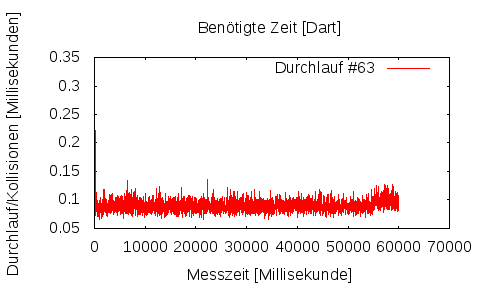 Benötigte Zeit [Dart]
Durchlauf/Kollisionen [Millisekunden]
0.35
0.3
0.25
0.2
0.15
0.1
0.05
Durchlauf #63
0 10000 20000 30000 40000 50000 60000 70000
Messzeit [Millisekunde]